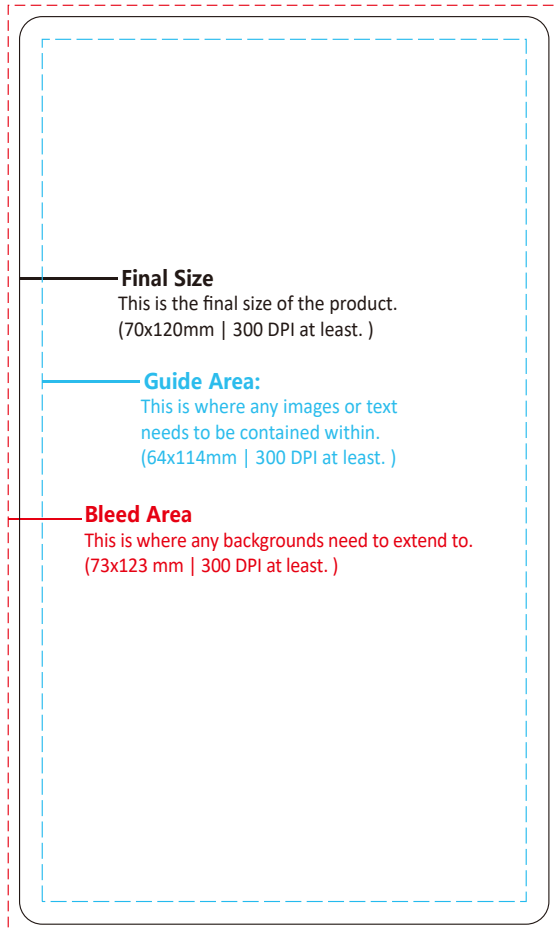 Final Size
This is the final size of the product.
(70x120mm | 300 DPI at least. )
Guide Area:
This is where any images or text
needs to be contained within.
(64x114mm | 300 DPI at least. )
Bleed Area
This is where any backgrounds need to extend to.
(73x123 mm | 300 DPI at least. )